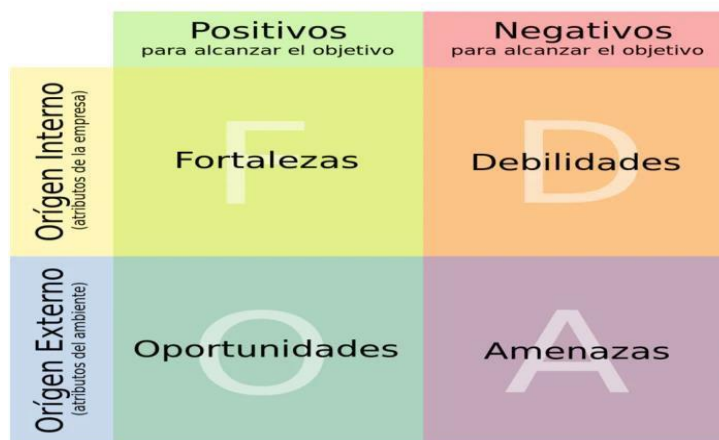 Positivos
para alcanzar el objetivo
Negativos
para alcanzar el objetivo
Orígen Interno
(atributos de la empresa)
F
Fortalezas
D
Debilidades
Orígen Externo
(atributos del ambiente)
O
Oportunidades
A
Amenazas